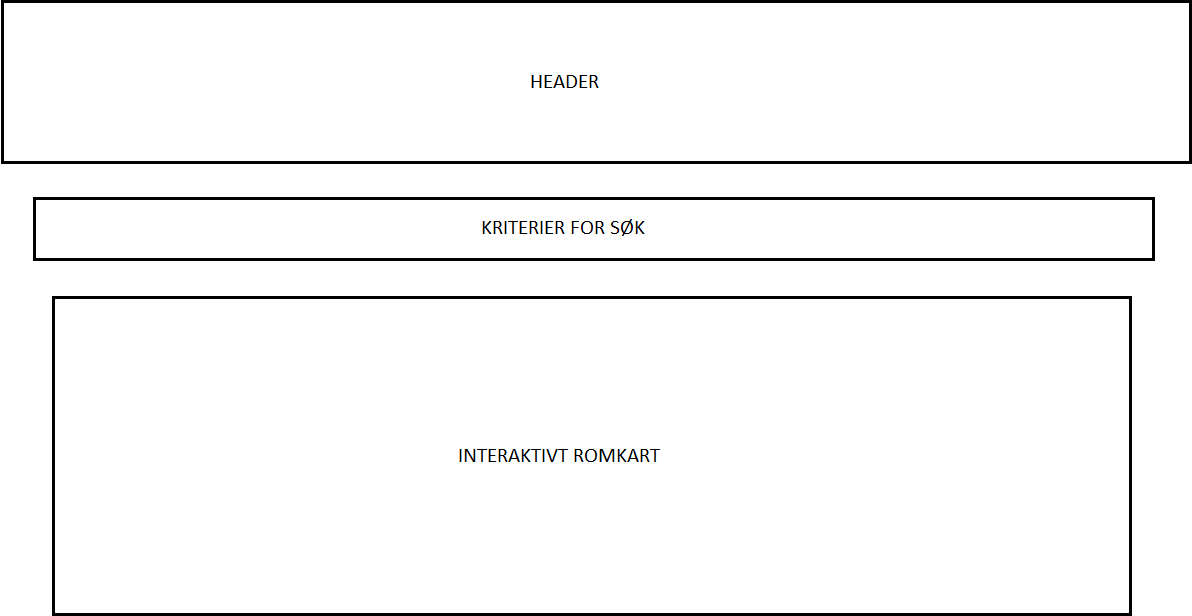 HEADER
KRITERIER FOR SØK
INTERAKTIVT ROMKART